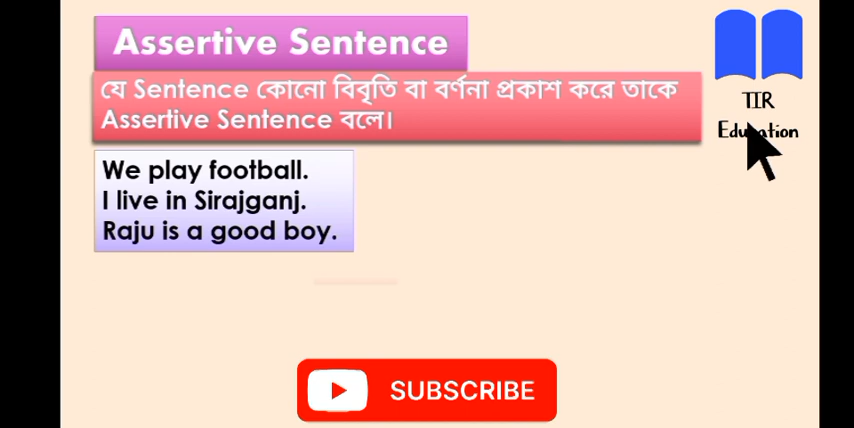 Assertive Sentence
যে Sentence কোনো বিবৃতি বা বর্ণনা প্রকাশ করে তাকে
Assertive Sentence বলে।
We play football.
I live in Sirajganj.
Raju is a good boy.
TIR
Education
SUBSCRIBE